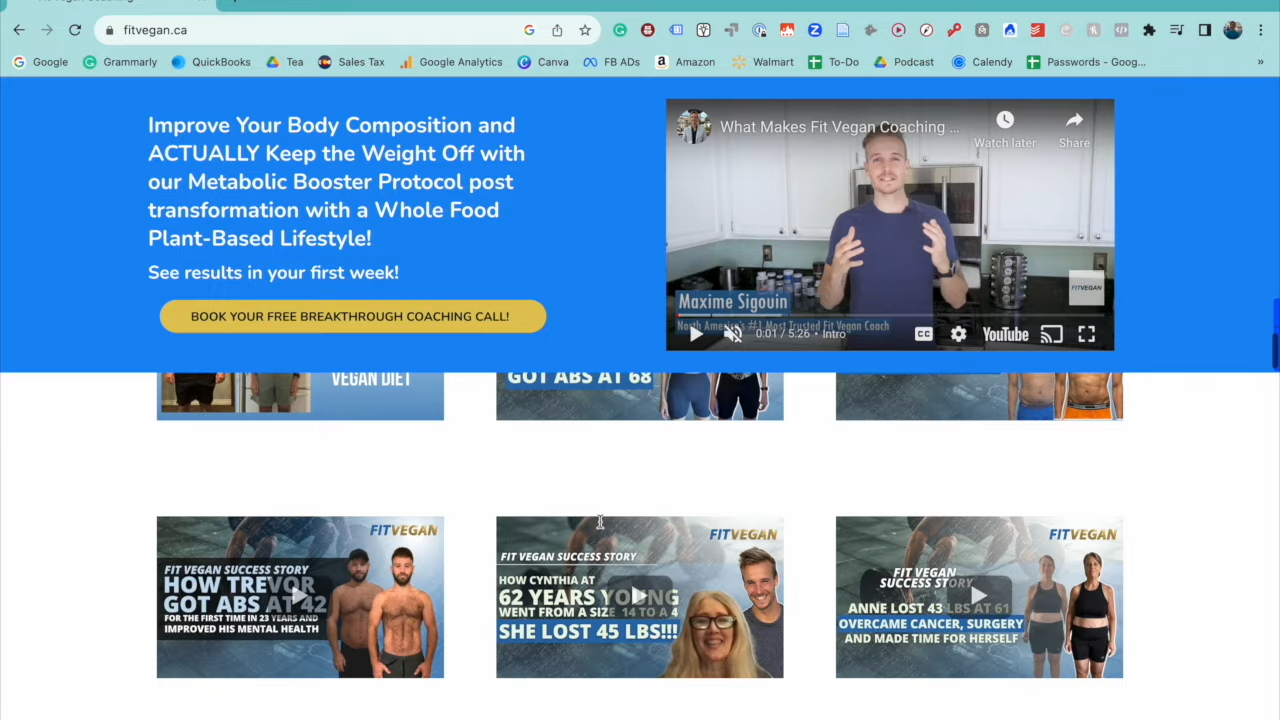 fitvegan.ca
Google
Grammarly
QuickBooks
Tea
Sales Tax
Google Analytics
Canva
FB ADs
Amazon
Walmart
To-Do
Podcast
Calendy
Passwords - Goog...
»
Improve Your Body Composition and
ACTUALLY Keep the Weight Off with
our Metabolic Booster Protocol post
transformation with a Whole Food
Plant-Based Lifestyle!
See results in your first week!
BOOK YOUR FREE BREAKTHROUGH COACHING CALL!
What Makes Fit Vegan Coaching ...
Watch later
Share
FITVEGAN
Maxime Sigouin
North America's #1 Most Trusted Fit Vegan Coach
0:01 / 5:26 • Intro
CC
YouTube
VEGAN DIET
GOT ABS AT 68
FITVEGAN
FIT VEGAN SUCCESS STORY
HOW TREVOR
GOT ABS AT 42
FOR THE FIRST TIME IN 23 YEARS AND
IMPROVED HIS MENTAL HEALTH
FITVEGAN
FIT VEGAN SUCCESS STORY
HOW CYNTHIA AT
62 YEARS YOUNG
WENT FROM A SIZE 14 TO A 4
SHE LOST 45 LBS!!!
FITVEGAN
FIT VEGAN
SUCCESS STORY
ANNE LOST 43 LBS AT 61
OVERCAME CANCER, SURGERY
AND MADE TIME FOR HERSELF